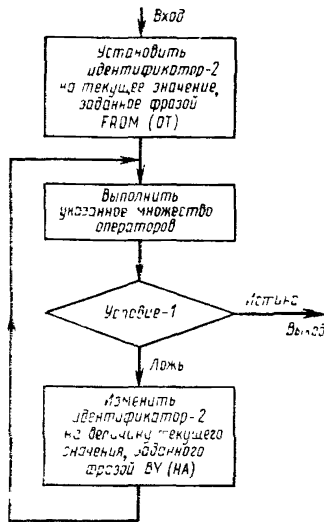 Вход
Установить
идентификатор-2
на текущее значение,
заданное фразой
FROM (ОТ)
Выполнить
указанное множество
операторов
Условие-1
Истина
Выход
Ложь
Изменить
идентификатор-2
на величину текущего
значения, заданного
фразой BY (НА)